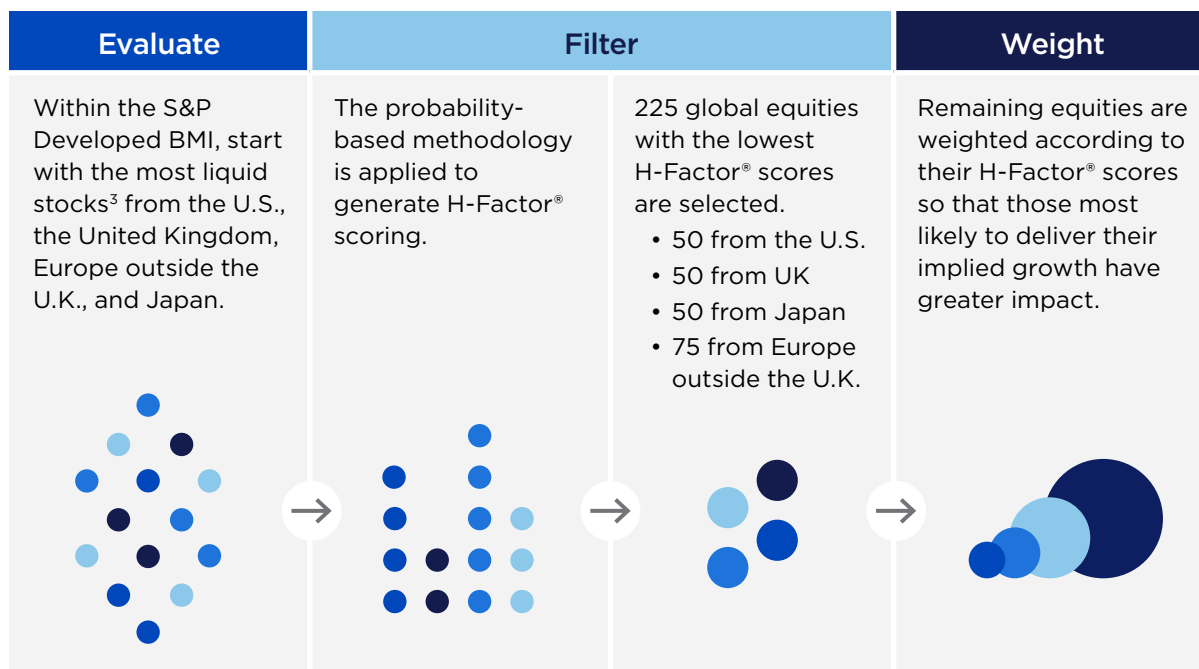 Evaluate
Filter
Weight
Within the S&P
Developed BMI, start
with the most liquid
stocks³ from the U.S.,
the United Kingdom,
Europe outside the
U.K., and Japan.
The probability-
based methodology
is applied to
generate H-Factor®
scoring.
225 global equities
with the lowest
H-Factor® scores
are selected.
• 50 from the U.S.
• 50 from UK
• 50 from Japan
• 75 from Europe
outside the U.K.
Remaining equities are
weighted according to
their H-Factor® scores
so that those most
likely to deliver their
implied growth have
greater impact.